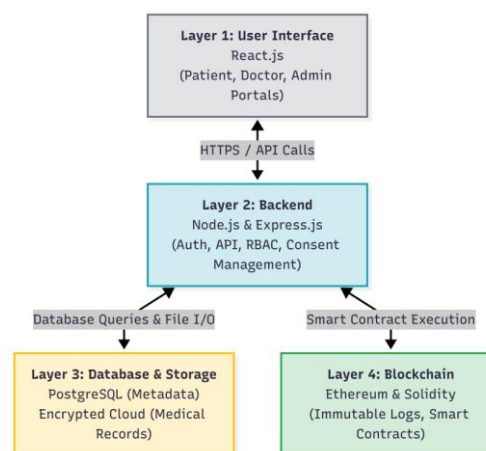 Layer 1: User Interface
React.js
(Patient, Doctor, Admin
Portals)
HTTPS / API Calls
Layer 2: Backend
Node.js & Express.js
(Auth, API, RBAC, Consent
Management)
Database Queries & File I/O
Smart Contract Execution
Layer 3: Database & Storage
PostgreSQL (Metadata)
Encrypted Cloud (Medical
Records)
Layer 4: Blockchain
Ethereum & Solidity
(Immutable Logs, Smart
Contracts)